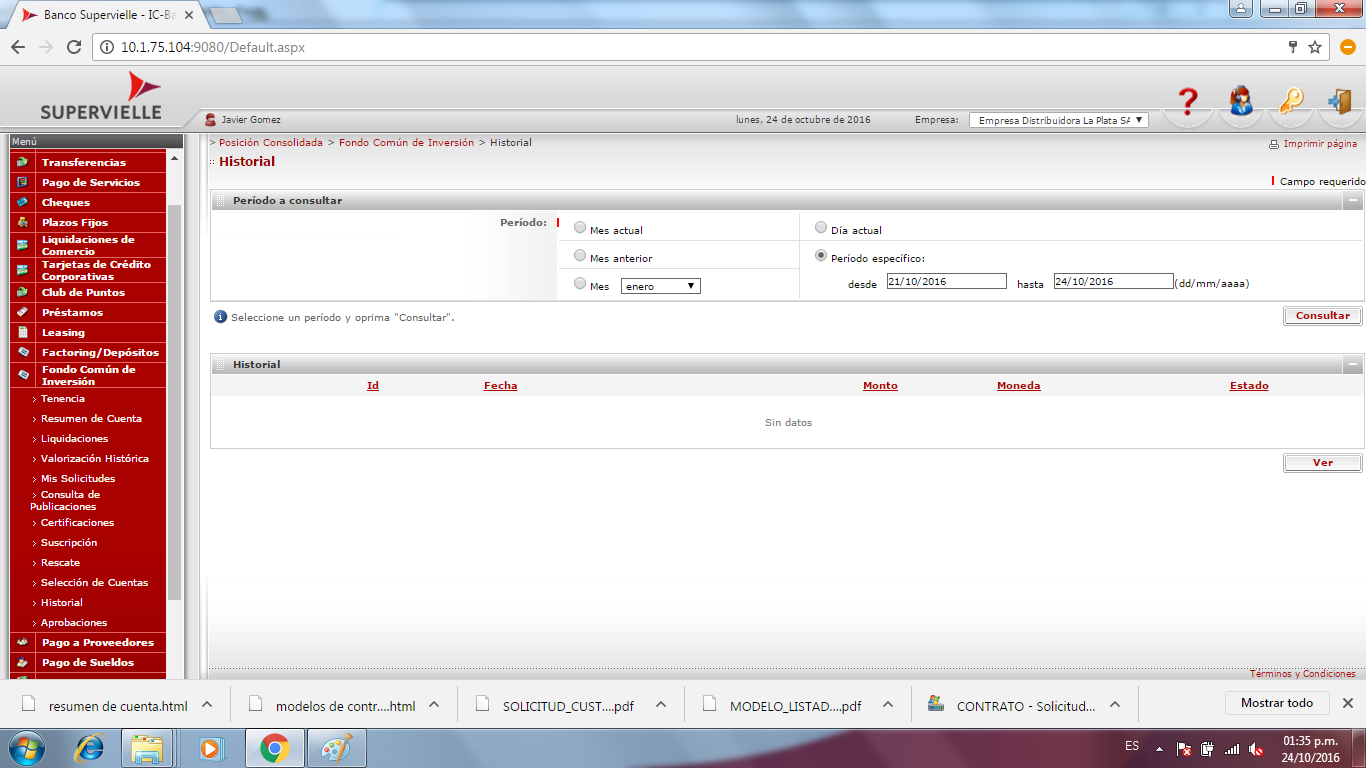 Banco Supervielle - IC-Ba
10.1.75.104:9080/Default.aspx
SUPERVIELLE
Javier Gomez
lunes, 24 de octubre de 2016
Empresa:
Empresa Distribuidora La Plata SA
Menú
Transferencias
Pago de Servicios
Cheques
Plazos Fijos
Liquidaciones de
Comercio
Tarjetas de Crédito
Corporativas
Club de Puntos
Préstamos
Leasing
Factoring/Depósitos
Fondo Común de
Inversión
> Tenencia
> Resumen de Cuenta
> Liquidaciones
> Valorización Histórica
> Mis Solicitudes
> Consulta de
Publicaciones
> Certificaciones
> Suscripción
> Rescate
> Selección de Cuentas
> Historial
> Aprobaciones
Pago a Proveedores
Pago de Sueldos
> Posición Consolidada > Fondo Común de Inversión > Historial
Imprimir página
Historial
Campo requerido
Período a consultar
Período:
Mes actual
Día actual
Mes anterior
Período específico:
Mes enero
desde 21/10/2016 hasta 24/10/2016 (dd/mm/aaaa)
Seleccione un período y oprima "Consultar".
Consultar
Historial
Id Fecha Monto Moneda Estado
Sin datos
Ver
Términos y Condiciones
resumen de cuenta.html
modelos de contr....html
SOLICITUD_CUST....pdf
MODELO_LISTAD....pdf
CONTRATO - Solicitud...
Mostrar todo
ES
01:35 p.m.
24/10/2016